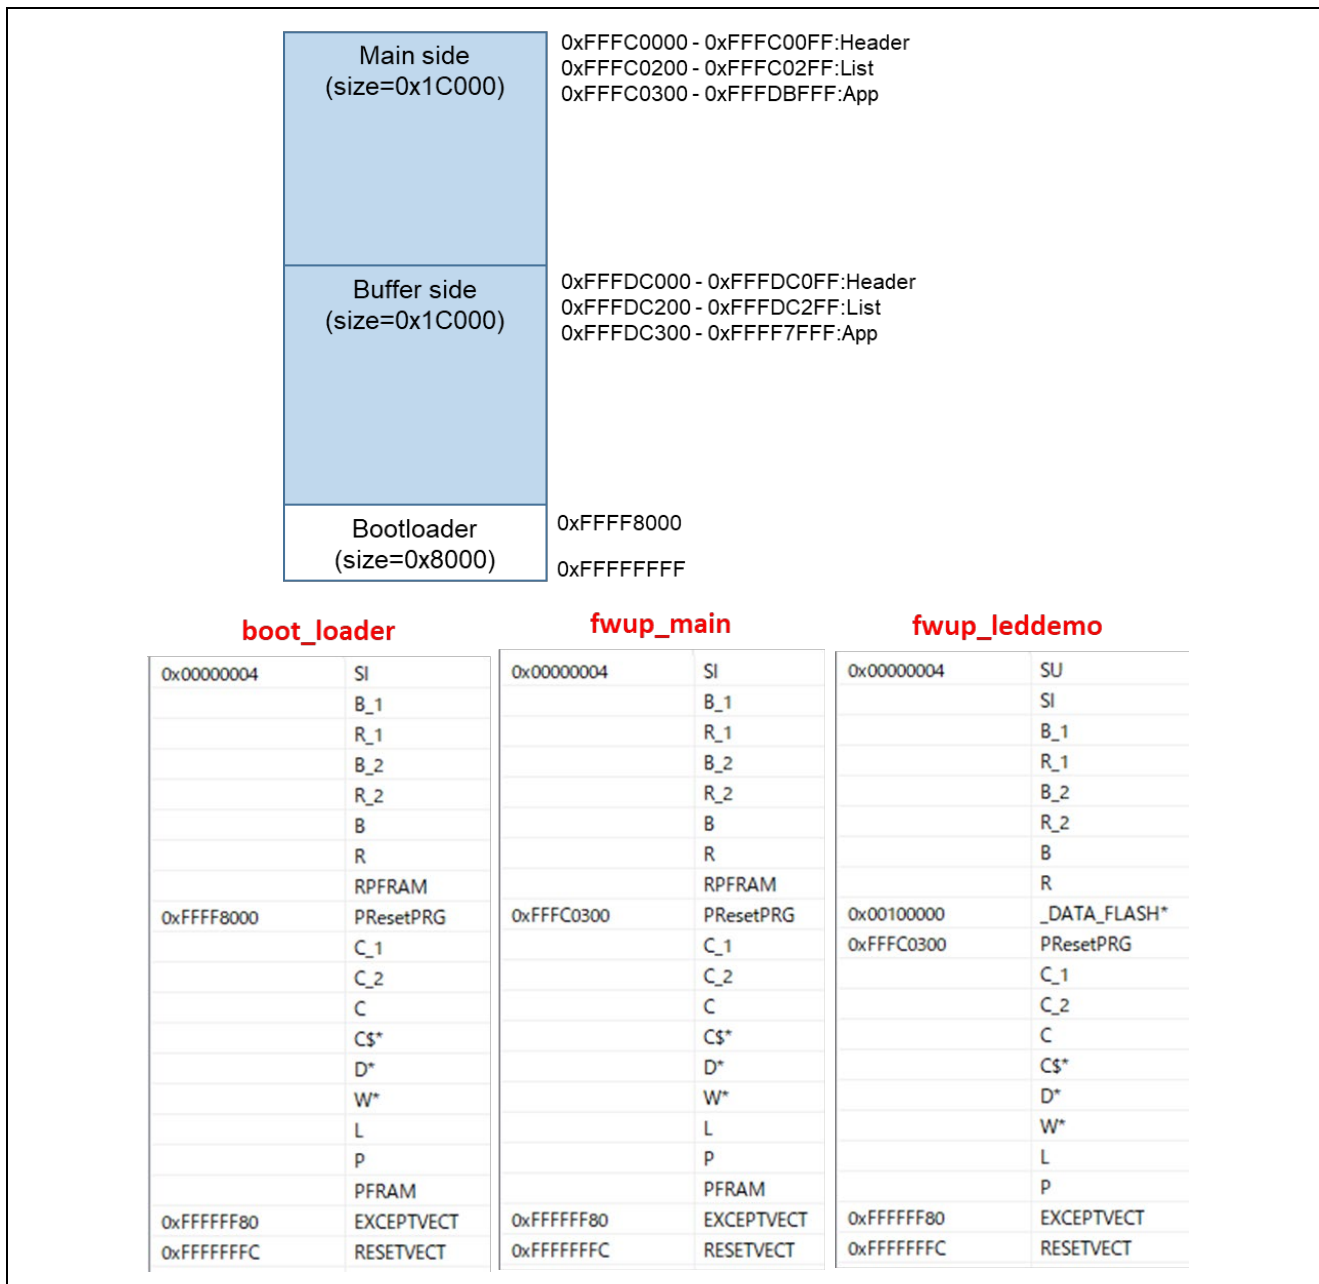 Main side
(size=0x1C000)
0xFFFC0000 - 0xFFFC00FF:Header
0xFFFC0200 - 0xFFFC02FF:List
0xFFFC0300 - 0xFFFDBFFF:App
Buffer side
(size=0x1C000)
0xFFFDC000 - 0xFFFDC0FF:Header
0xFFFDC200 - 0xFFFDC2FF:List
0xFFFDC300 - 0xFFFF7FFF:App
Bootloader
(size=0x8000)
0xFFFF8000
0xFFFFFFFF
boot_loader
0x00000004 SI
B_1
R_1
B_2
R_2
B
R
RPFRAM
0xFFFF8000 PResetPRG
C_1
C_2
C
C$*
D*
W*
L
P
PFRAM
0xFFFFFF80 EXCEPTVECT
0xFFFFFFFC RESETVECT
fwup_main
0x00000004 SI
B_1
R_1
B_2
R_2
B
R
RPFRAM
0xFFFC0300 PResetPRG
C_1
C_2
C
C$*
D*
W*
L
P
PFRAM
0xFFFFFF80 EXCEPTVECT
0xFFFFFFFC RESETVECT
fwup_leddemo
0x00000004 SU
SI
B_1
R_1
B_2
R_2
B
R
0x00100000 _DATA_FLASH*
0xFFFC0300 PResetPRG
C_1
C_2
C
C$*
D*
W*
L
P
0xFFFFFF80 EXCEPTVECT
0xFFFFFFFC RESETVECT